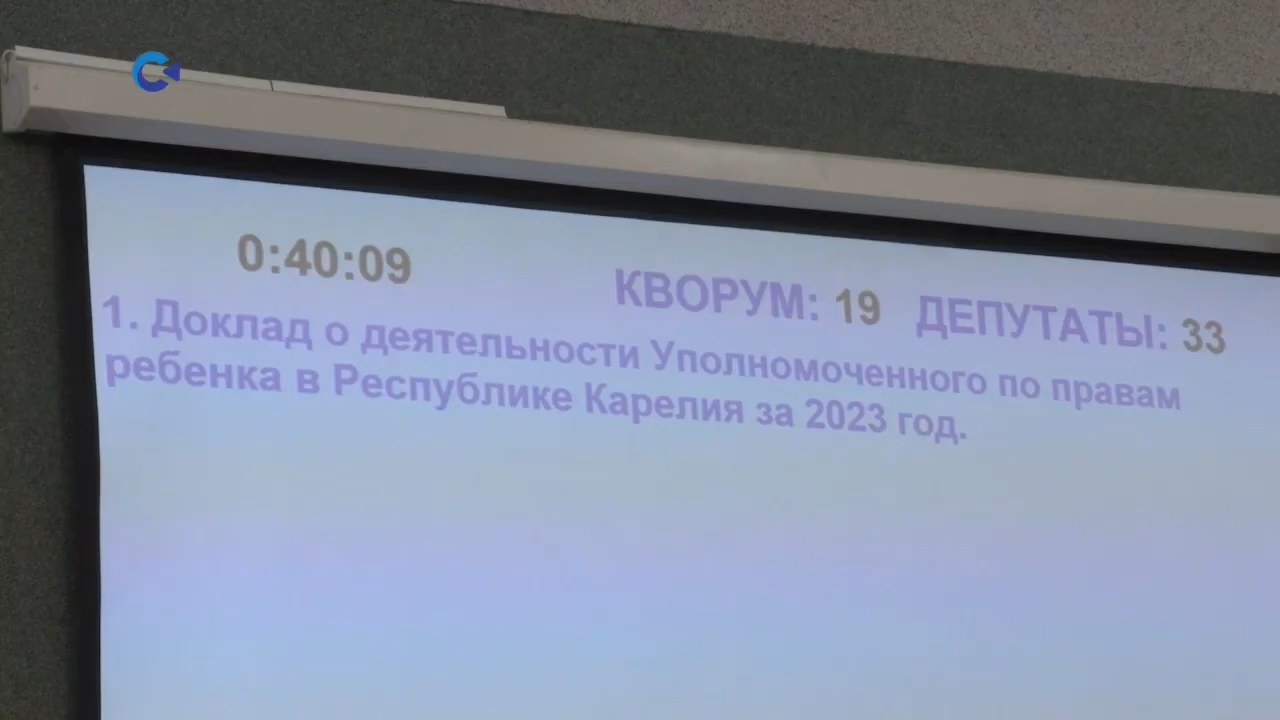 0:40:09 КВОРУМ: 19 ДЕПУТАТЫ: 33
1. Доклад о деятельности Уполномоченного по правам
ребенка в Республике Карелия за 2023 год.